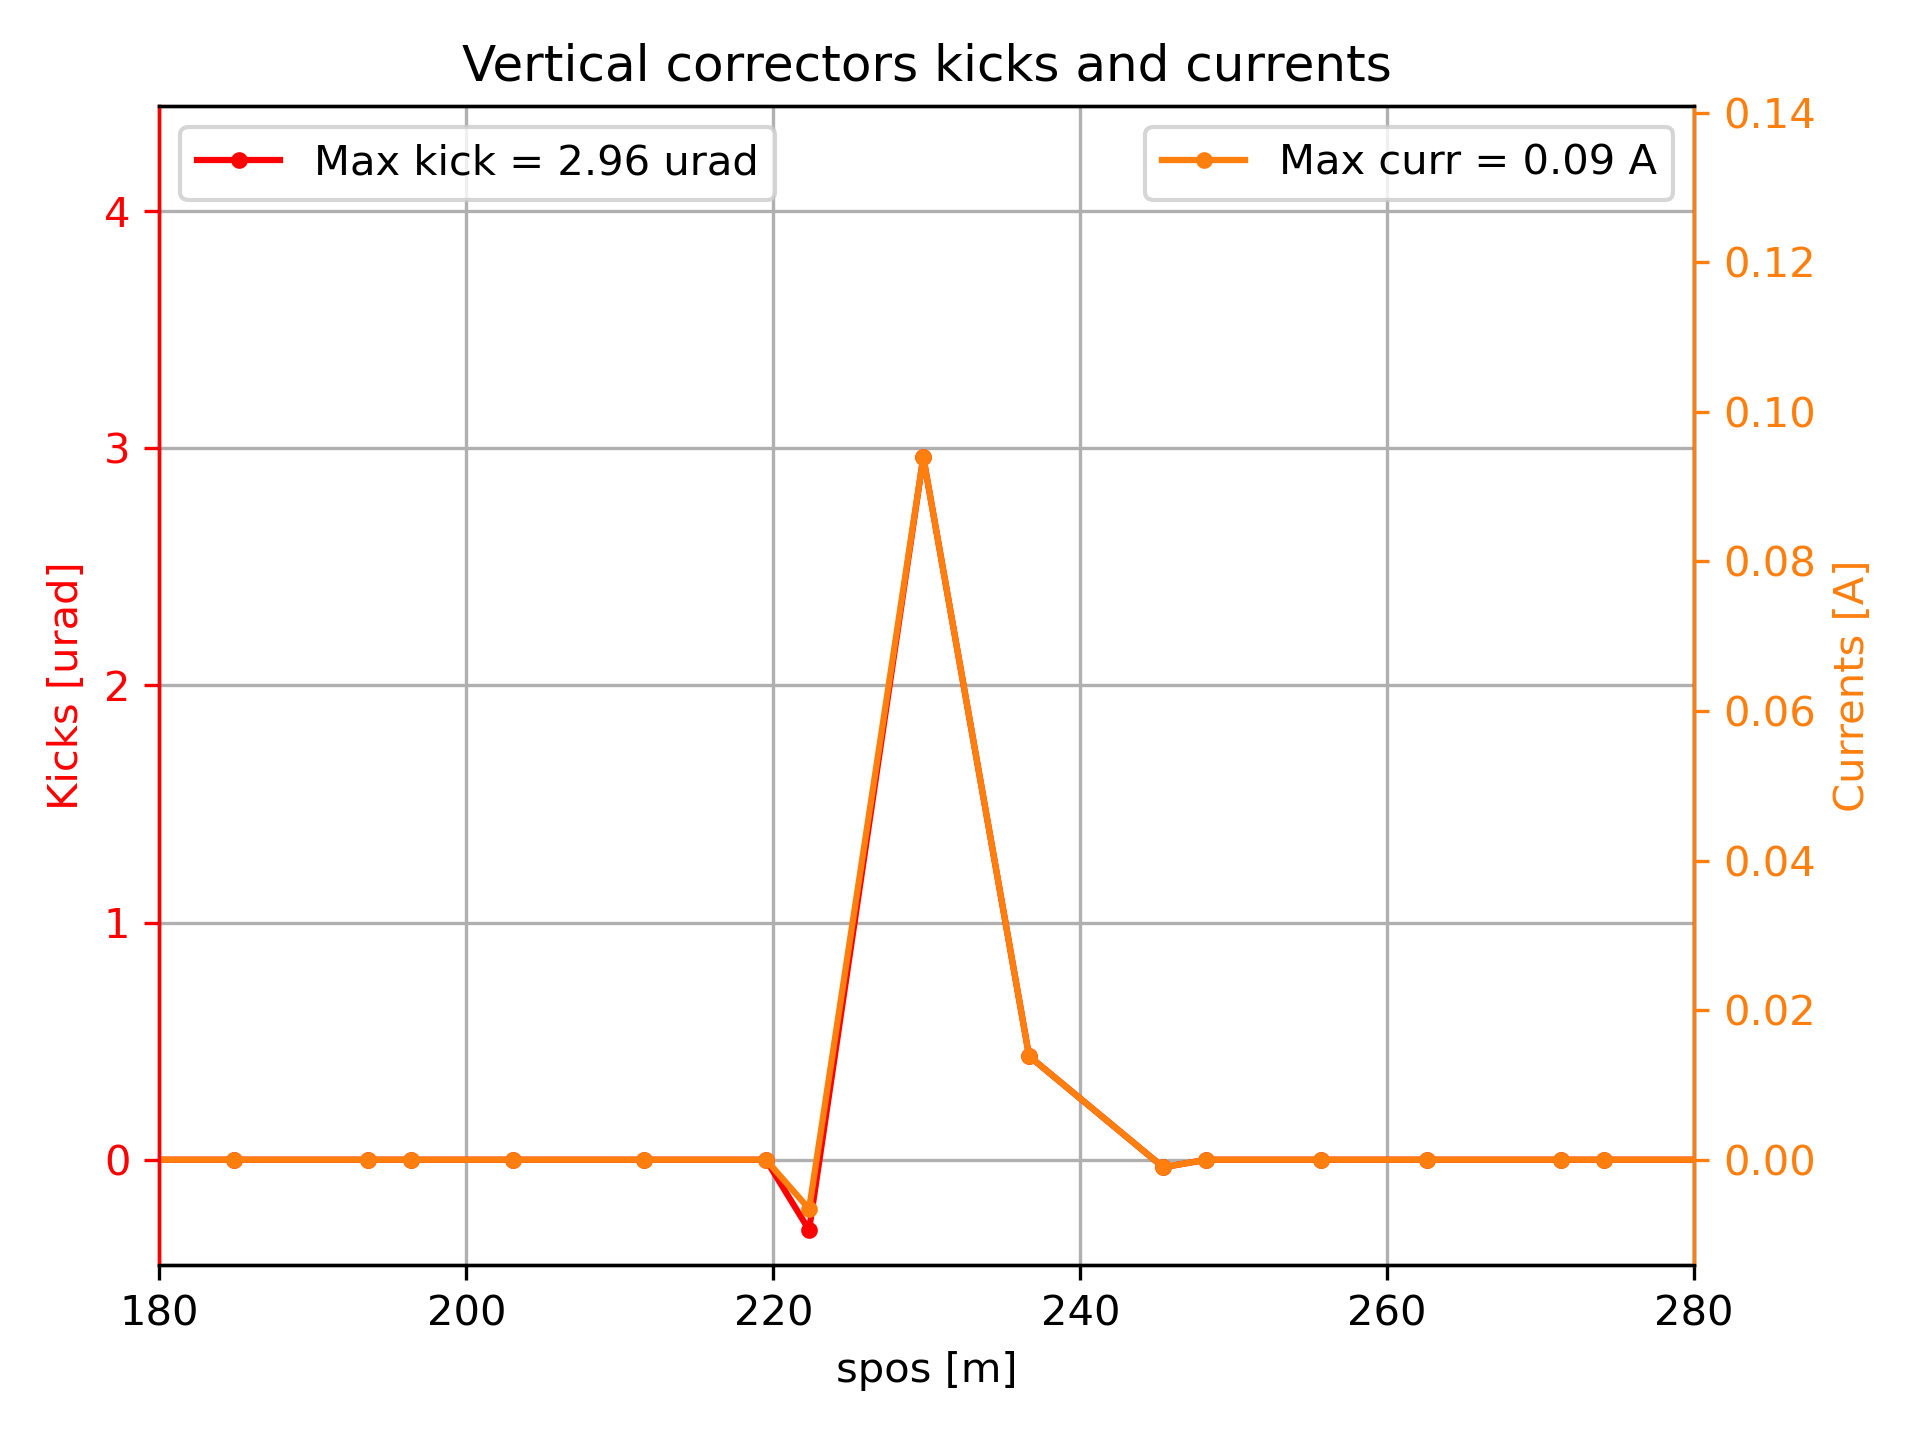 Vertical correctors kicks and currents
Max kick = 2.96 urad
Max curr = 0.09 A
Kicks [urad]
4
3
2
1
0
0.14
0.12
0.10
0.08
0.06
0.04
0.02
0.00
Currents [A]
180 200 220 240 260 280
spos [m]